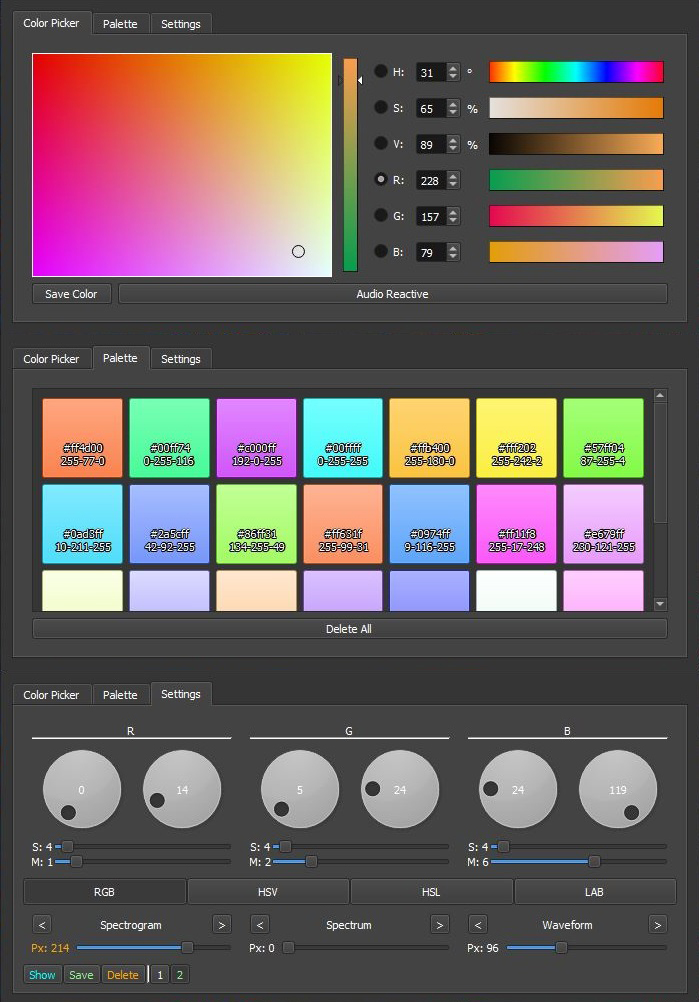 Color Picker Palette Settings
H: 31 °
S: 65 %
V: 89 %
R: 228
G: 157
B: 79
Save Color Audio Reactive
Color Picker Palette Settings
#ff4d00 #00ff74 #c000ff #00ffff #ffb400 #fff202 #57ff04
255-77-0 0-255-116 192-0-255 0-255-255 255-180-0 255-242-2 87-255-4
#0ad3ff #2a5cff #86ff31 #ff631f #0974ff #ff11f8 #e679ff
10-211-255 42-92-255 134-255-49 255-99-31 9-116-255 255-17-248 230-121-255
Delete All
Color Picker Palette Settings
R G B
0 14 5 24 24 119
S: 4 S: 4 S: 4
M: 1 M: 2 M: 6
RGB HSV HSL LAB
< Spectrogram > < Spectrum > < Waveform >
Px: 214 Px: 0 Px: 96
Show Save Delete 1 2